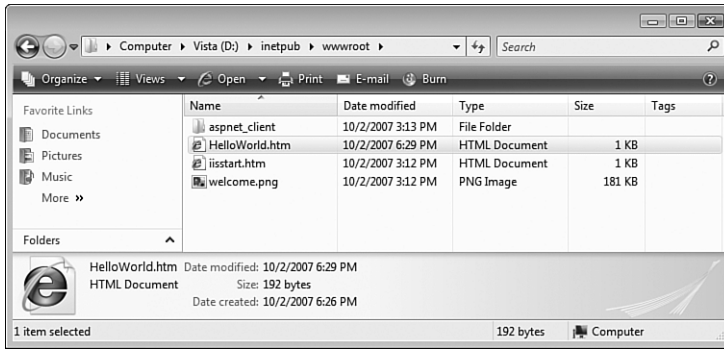 Computer Vista (D:) inetpub wwwroot Search
Organize Views Open Print E-mail Burn
Favorite Links
Documents
Pictures
Music
More »
Folders
Name Date modified Type Size Tags
aspnet_client 10/2/2007 3:13 PM File Folder
HelloWorld.htm 10/2/2007 6:29 PM HTML Document 1 KB
iisstart.htm 10/2/2007 3:12 PM HTML Document 1 KB
welcome.png 10/2/2007 3:12 PM PNG Image 181 KB
HelloWorld.htm Date modified: 10/2/2007 6:29 PM
HTML Document Size: 192 bytes
Date created: 10/2/2007 6:26 PM
1 item selected 192 bytes Computer